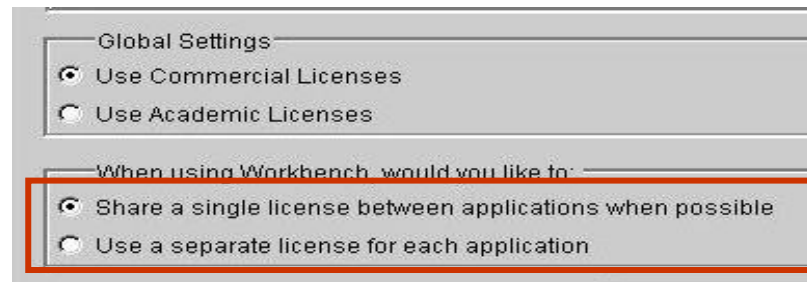 Global Settings
Use Commercial Licenses
Use Academic Licenses
When using Workbench, would you like to:
Share a single license between applications when possible
Use a separate license for each application